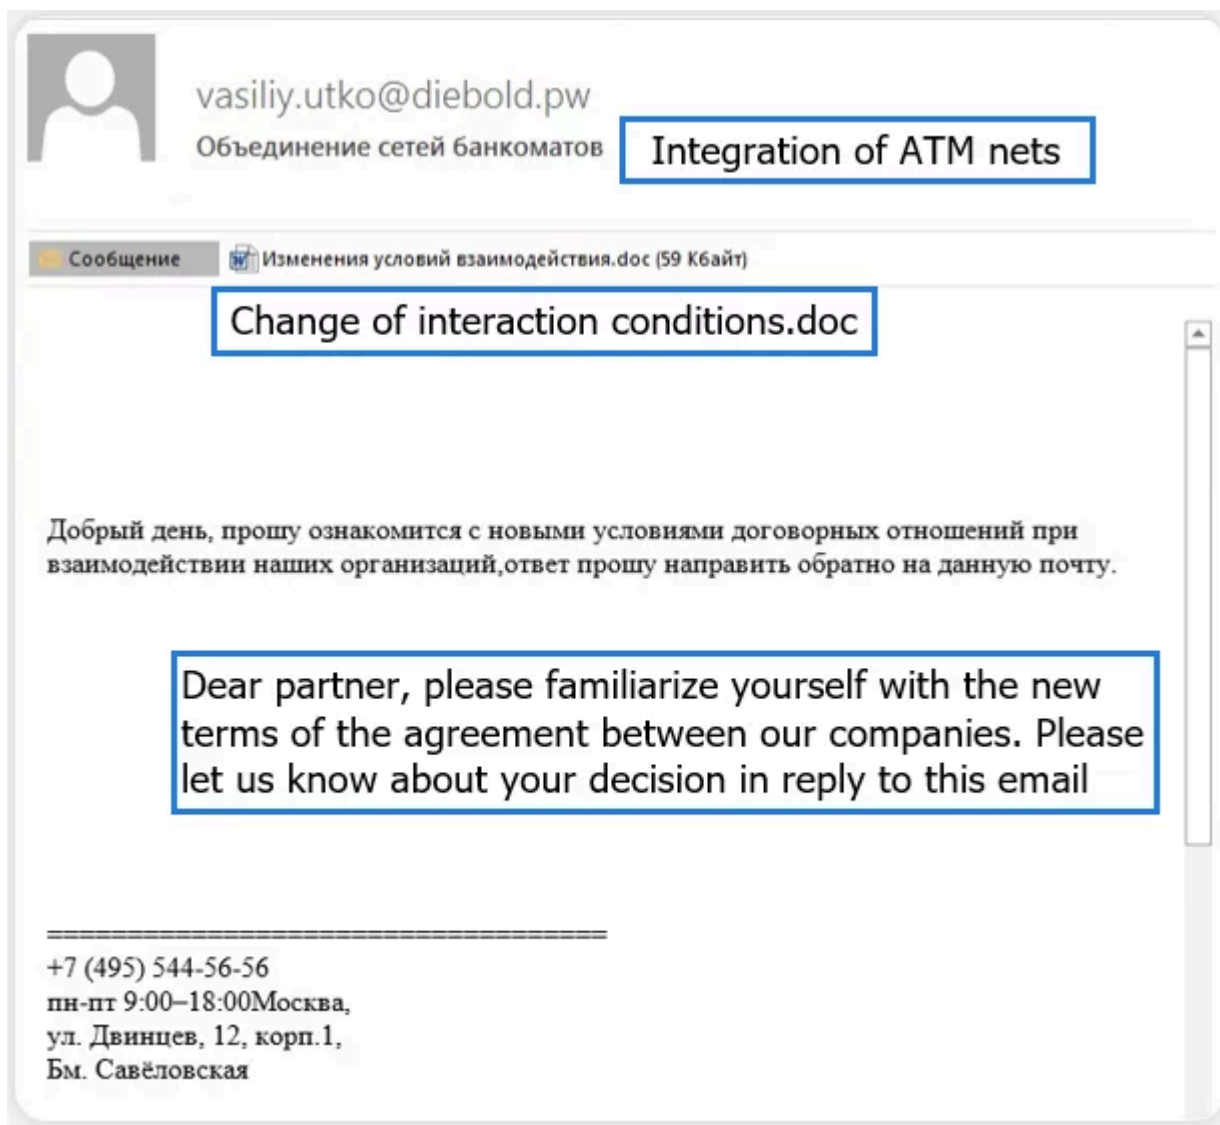 vasiliy.utko@diebold.pw
Объединение сетей банкоматов
Integration of ATM nets
Сообщение
Изменения условий взаимодействия.doc (59 Кбайт)
Change of interaction conditions.doc
Добрый день, прошу ознакомится с новыми условиями договорных отношений при
взаимодействии наших организаций,ответ прошу направить обратно на данную почту.
Dear partner, please familiarize yourself with the new
terms of the agreement between our companies. Please
let us know about your decision in reply to this email
===================================
+7 (495) 544-56-56
пн-пт 9:00–18:00Москва,
ул. Двинцев, 12, корп.1,
Бм. Савёловская